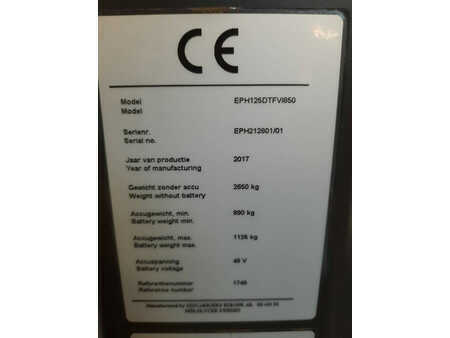 CE
Model EPH125DTFVI850
Model
Serienr. EPH212601/01
Serial no.
Jaar van productie 2017
Year of manufacturing
Gewicht zonder accu 2650 kg
Weight without battery
Accugewicht, min. 890 kg
Battery weight min.
Accugewicht, max. 1126 kg
Battery weight max.
Accuspanning 48 V
Battery voltage
Referentienummer 1746
Reference number
Manufactured by